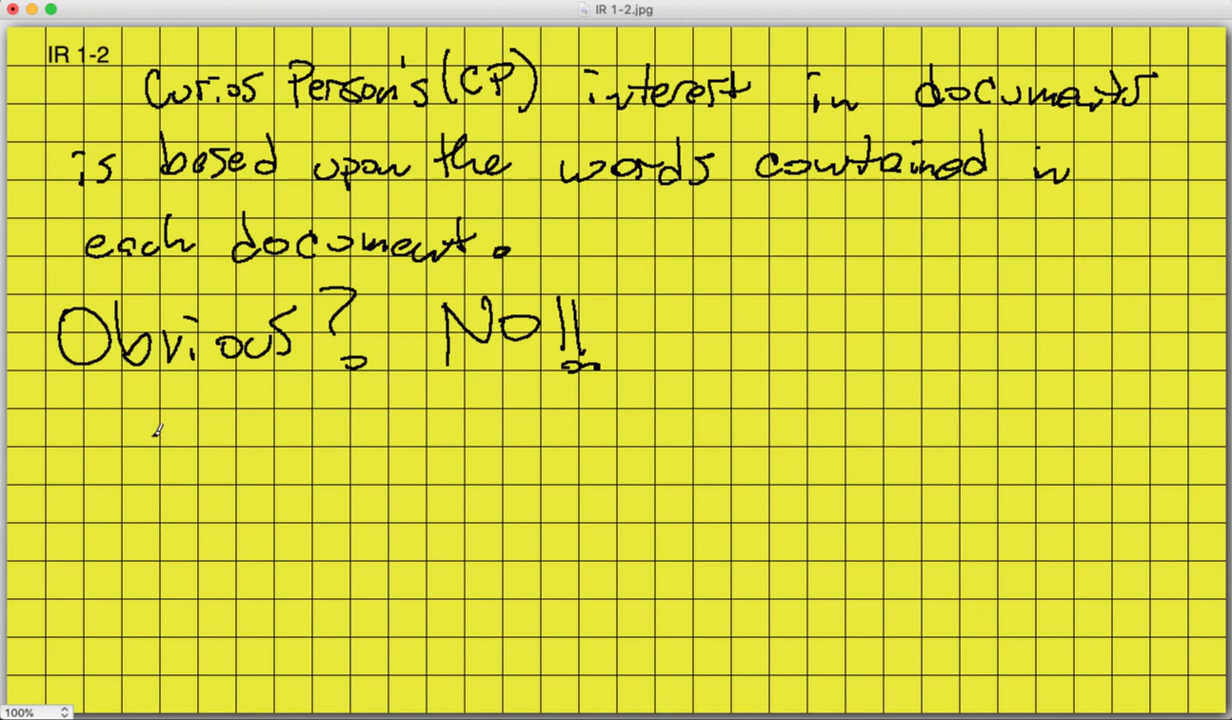 IR 1-2.jpg
IR 1-2
Curios Person's (CP) interest in documents
is based upon the words contained in
each document.
Obvious? No!!
100%